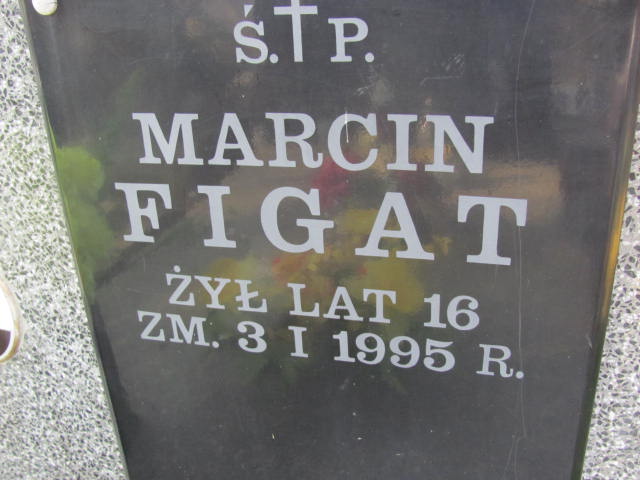 Ś.†P.
MARCIN
FIGAT
ŻYŁ LAT 16
ZM. 3 I 1995 R.